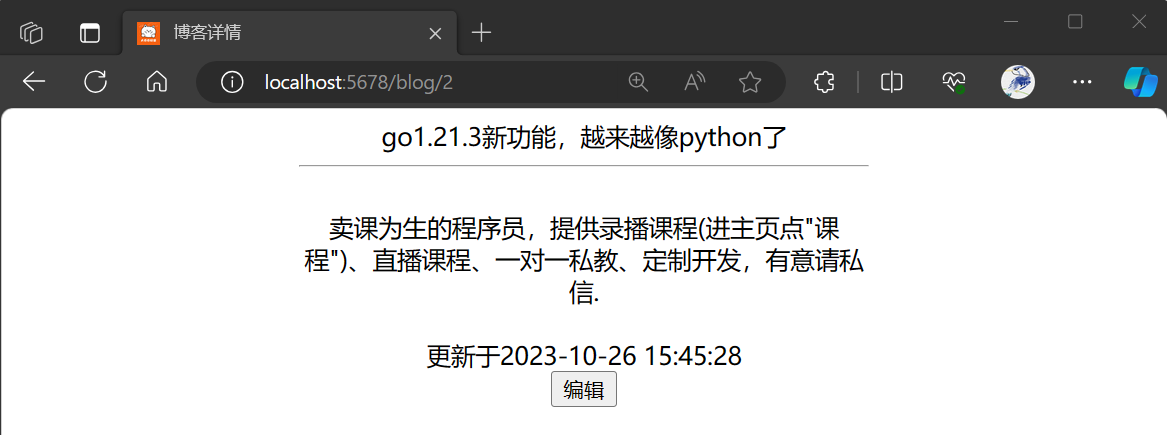 博客详情
localhost:5678/blog/2
go1.21.3新功能，越来越像python了
卖课为生的程序员，提供录播课程(进主页点"课
程")、直播课程、一对一私教、定制开发，有意请私
信.
更新于2023-10-26 15:45:28
编辑